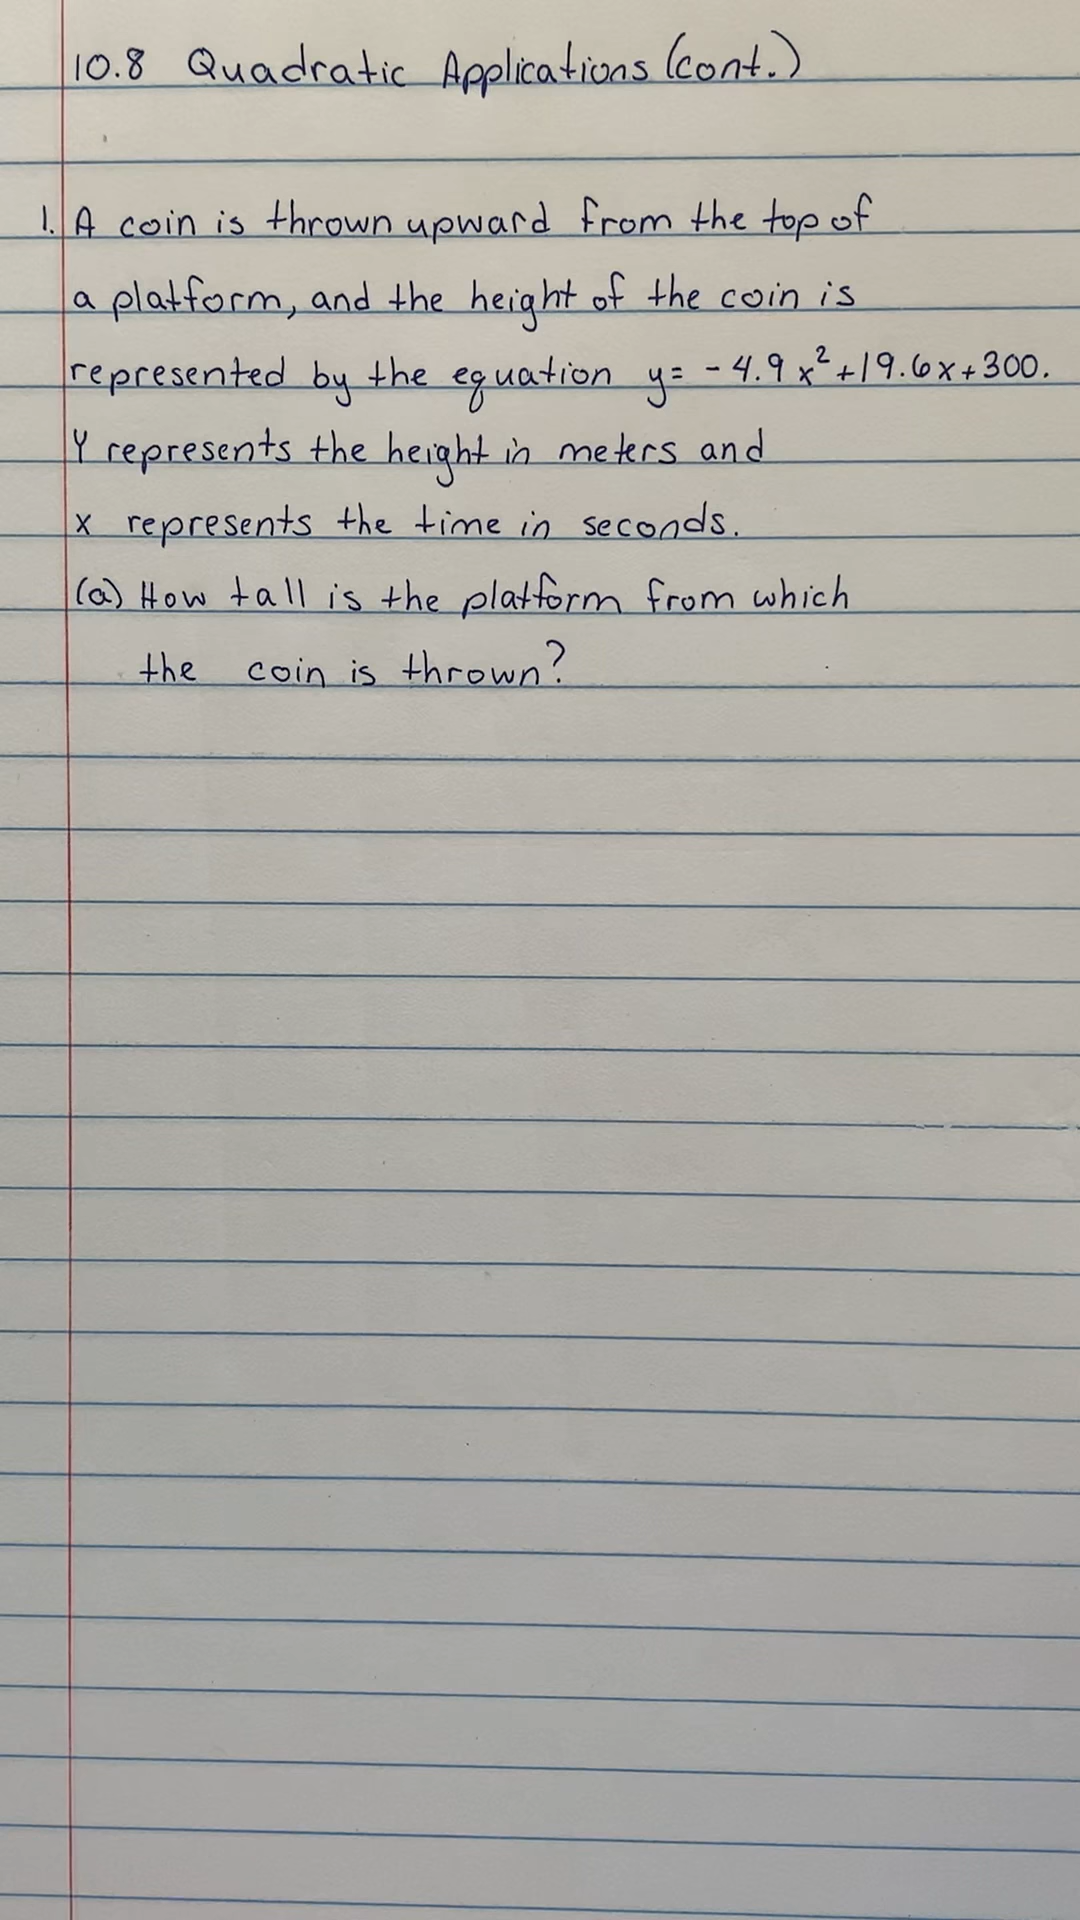 10.8 Quadratic Applications (cont.)
1. A coin is thrown upward from the top of
a platform, and the height of the coin is
represented by the equation y = -4.9x²+19.6x+300.
Y represents the height in meters and
x represents the time in seconds.
(a) How tall is the platform from which
the coin is thrown?